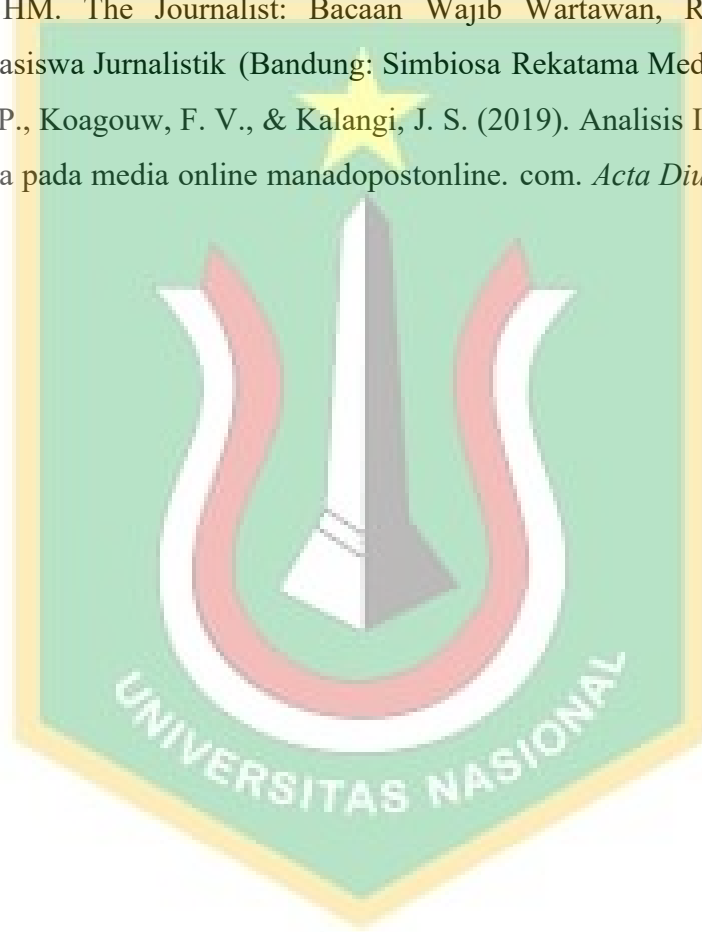 HM. The Journalist: Bacaan Wajib Wartawan, R
asiswa Jurnalistik (Bandung: Simbiosa Rekatama Med
P., Koagouw, F. V., & Kalangi, J. S. (2019). Analisis I
a pada media online manadopostonline. com. Acta Diu
UNIVERSITAS NASIONAL